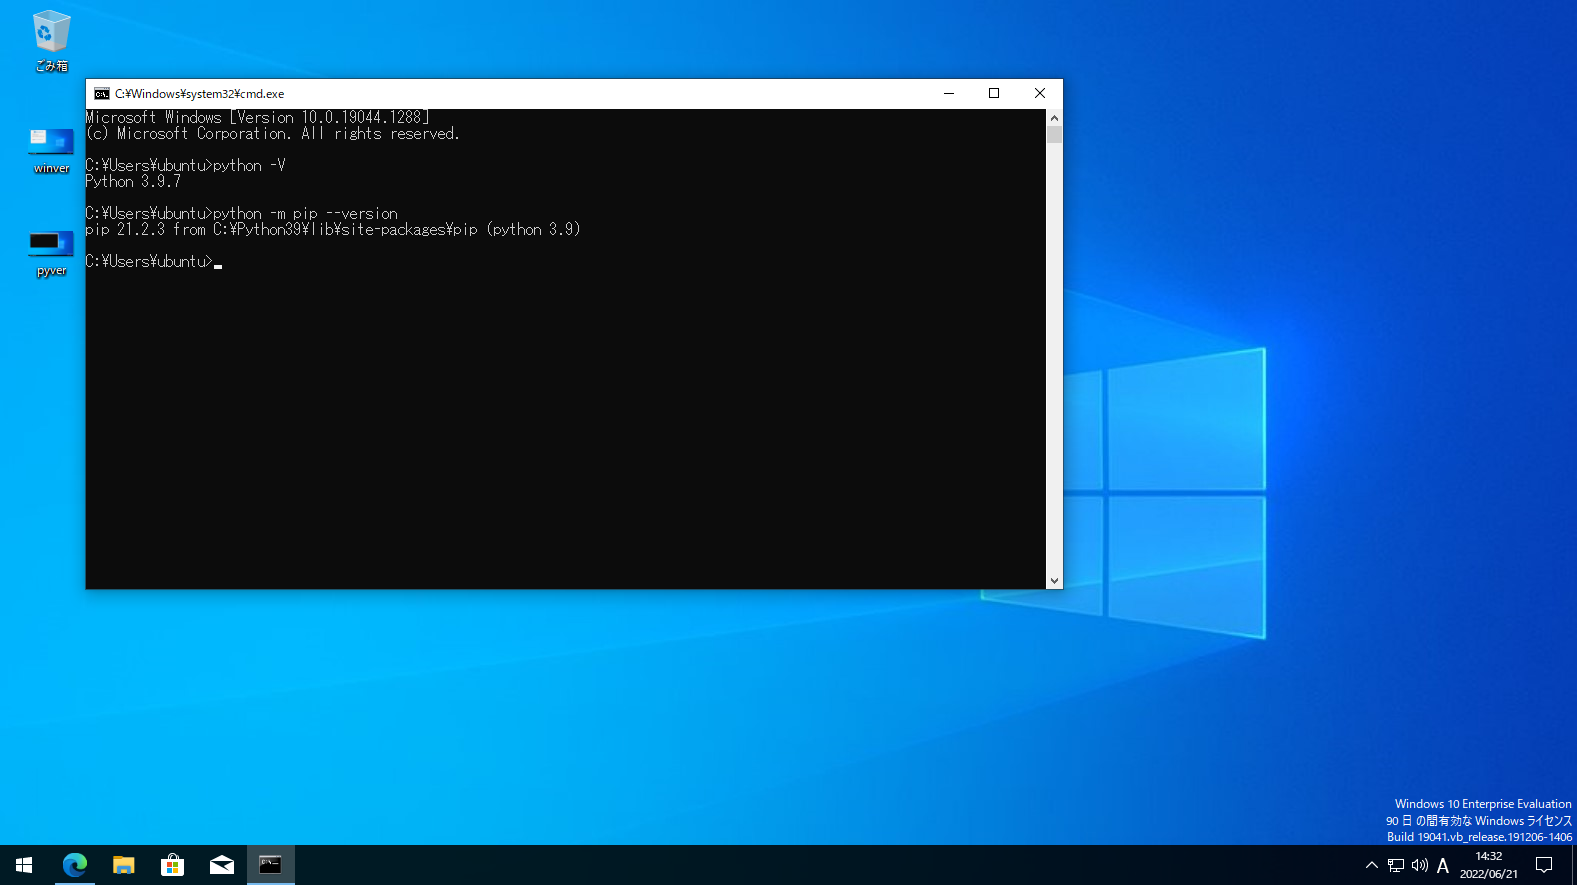 ごみ箱
winver
pyver
C:¥Windows¥system32¥cmd.exe
Microsoft Windows [Version 10.0.19044.1288]
(c) Microsoft Corporation. All rights reserved.
C:¥Users¥ubuntu>python -V
Python 3.9.7
C:¥Users¥ubuntu>python -m pip --version
pip 21.2.3 from C:¥Python39¥lib¥site-packages¥pip (python 3.9)
C:¥Users¥ubuntu>
Windows 10 Enterprise Evaluation
90 日 の間有効な Windows ライセンス
Build 19041.vb_release.191206-1406
A
14:32
2022/06/21